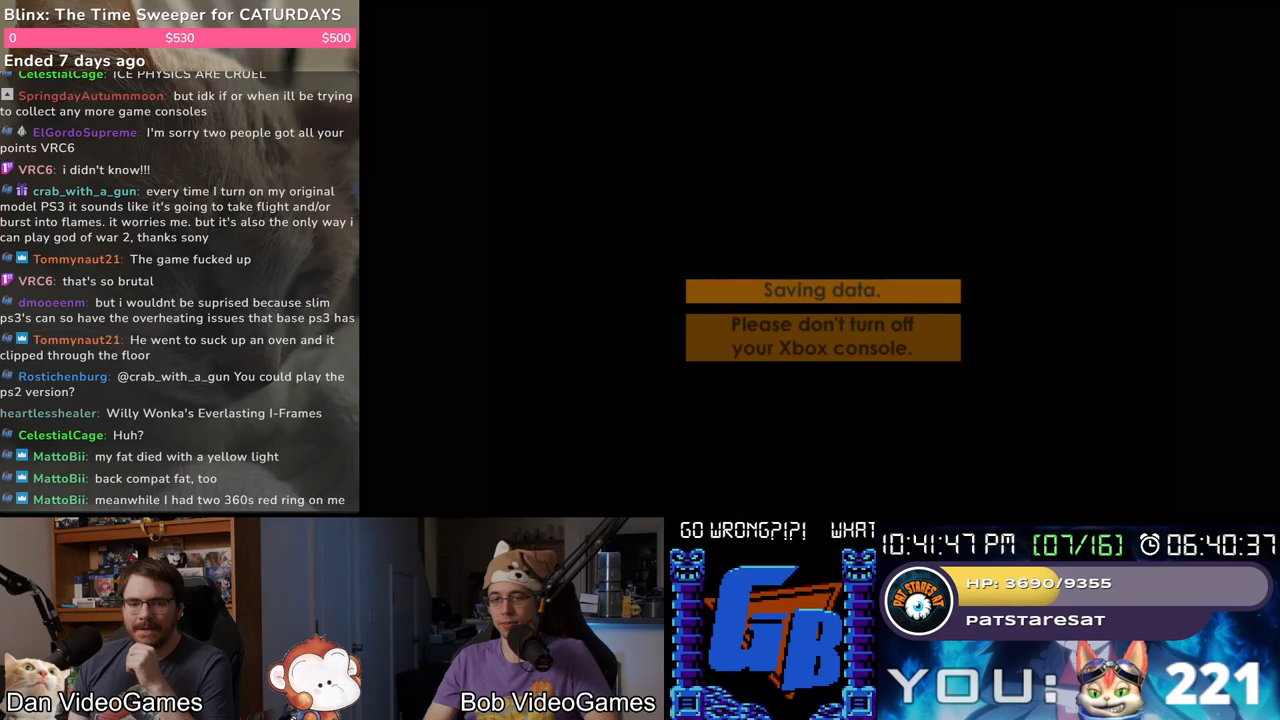 Blinx: The Time Sweeper for CATURDAYS
0 $530 $500
Ended 7 days ago
CelestialCage: ICE PHYSICS ARE CRUEL
SpringdayAutumnmoon: but idk if or when ill be trying
to collect any more game consoles
ElGordoSupreme: I'm sorry two people got all your
points VRC6
VRC6: i didn't know!!!
crab_with_a_gun: every time I turn on my original
model PS3 it sounds like it's going to take flight and/or
burst into flames. it worries me. but it's also the only way i
can play god of war 2, thanks sony
Tommynaut21: The game fucked up
VRC6: that's so brutal
dmooeenm: but i wouldnt be suprised because slim
ps3's can so have the overheating issues that base ps3 has
Tommynaut21: He went to suck up an oven and it
clipped through the floor
Rostichenburg: @crab_with_a_gun You could play the
ps2 version?
heartlesshealer: Willy Wonka's Everlasting I-Frames
CelestialCage: Huh?
MattoBii: my fat died with a yellow light
MattoBii: back compat fat, too
MattoBii: meanwhile I had two 360s red ring on me
Saving data.
Please don't turn off
your Xbox console.
Dan VideoGames
Bob VideoGames
GO WRONG?!?! WHAT
GB
10:41:47 PM [07/16] 06:40:37
PAT STARES AT
HP: 3690/9355
PatStaresAt
YOU: 221